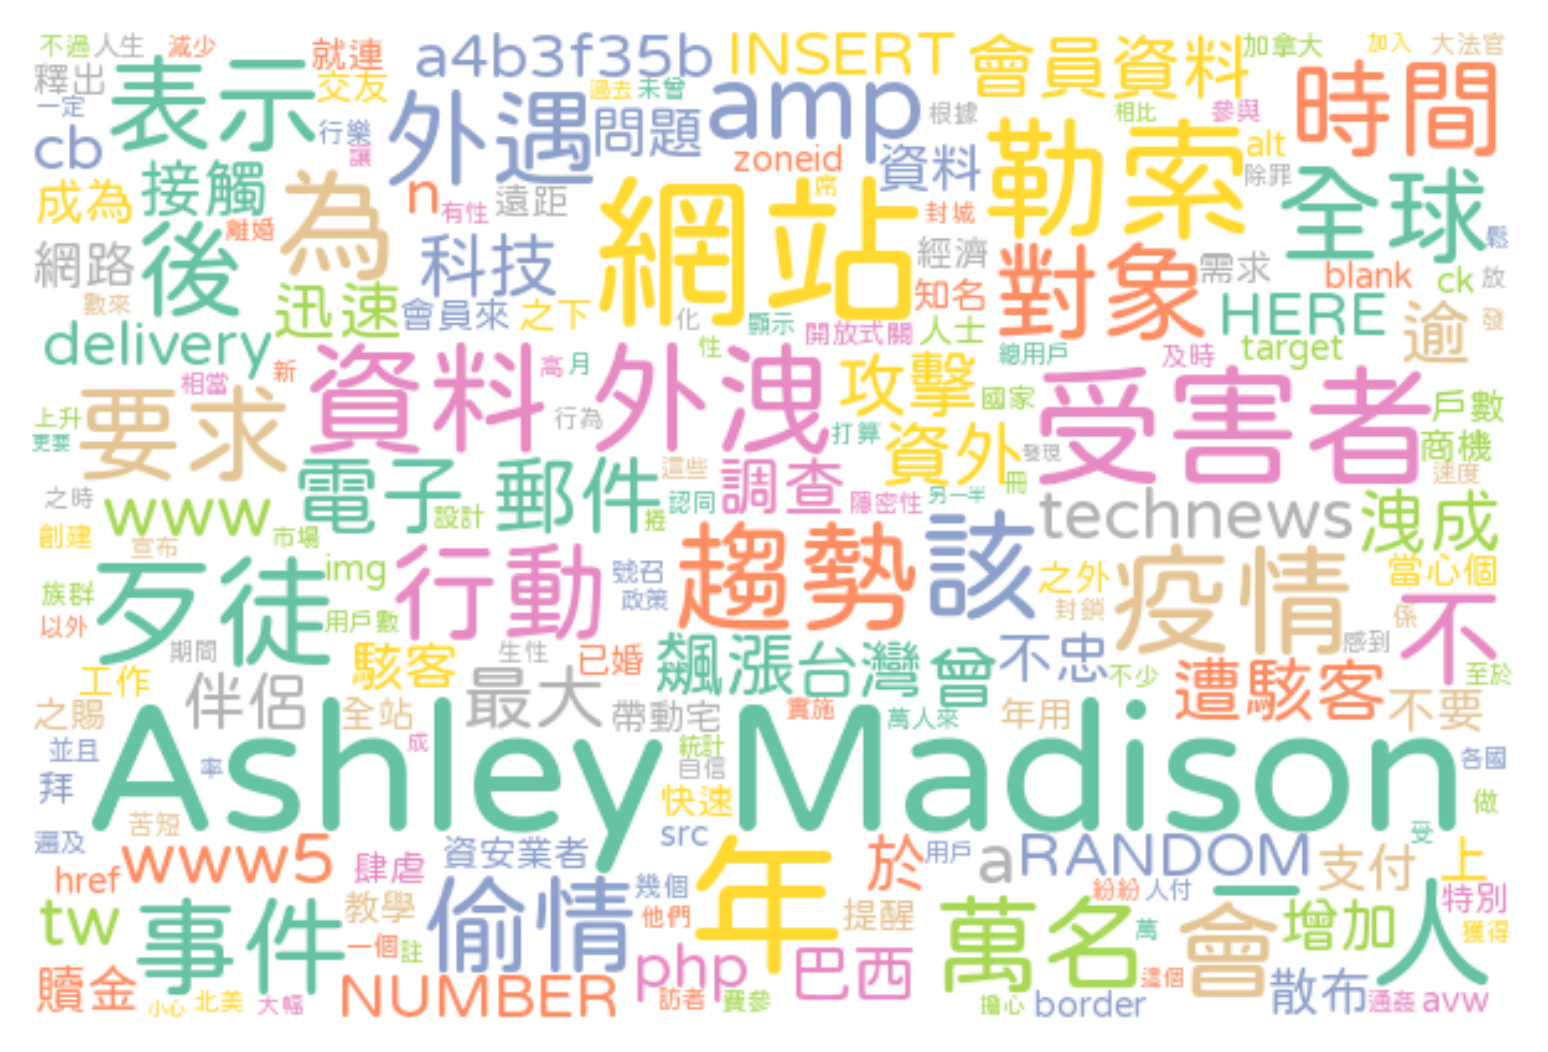 不過 人生 減少 就連 a4b3f35b INSERT 會員資料 加拿大 加入 大法官
釋出 表示 交友 外遇 過去 未曾 amp 根據 相比 參與 時間
一定 cb 行樂 讓 問題 zoneid 資料 勒索 alt 除罪
成為 接觸 為 n 有性 遠距 網站 席 封城 全球
網路 後 離婚 科技 經濟 對象 需求 blank ck 鬆 放
數來 迅速 會員來 之下 化 顯示 開放式關 知名 人士 HERE 逾 發
delivery 新 相當 高 月 性 總用戶 及時 target
上升 更要 要求 資料 外洩 行為 攻擊 國家 受害者 戶數
之時 電子 郵件 這些 打算 資外 發現 商機 速度
www 設計 捲 認同 調查 隱密性 另一半 冊 technews 洩成
創建 宣布 市場 歹徒 img 行動 號召 趨勢 該 之外 疫情 當心個
族群 以外 用戶數 政策 封鎖 係 不
期間 駭客 生性 已婚 飆漲 台灣 曾 不忠 不少 感到 至於
工作 之賜 伴侶 全站 最大 帶動宅 實施 萬人來 年用 遭駭客 不要
並且 拜 率 成 Ashley Madison 統計 自信 各國
苦短 快速 做
遍及 href www5 肆虐 資安業者 src 年 於 用戶 a RANDOM 支付 上 受
tw 事件 教學 偷情 幾個 他們 提醒 紛紛 人付 萬名 萬 會 一 增加 人 特別 獲得
贖金 小心 北美 大幅 一個 註 NUMBER php 訪者 費參 巴西 擔心 border 這個 散布 通姦 avw